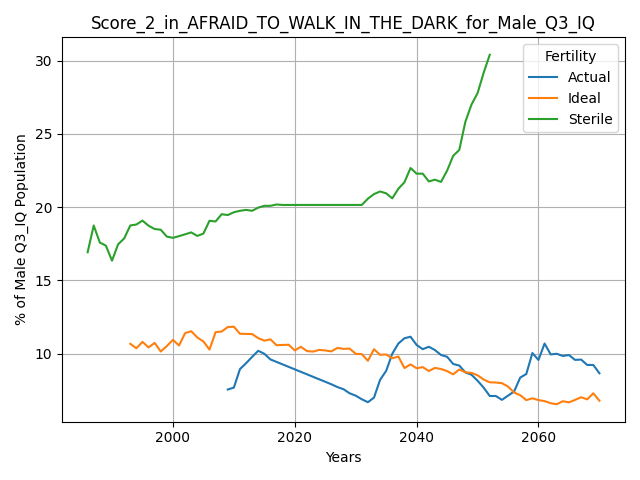 Score_2_in_AFRAID_TO_WALK_IN_THE_DARK_for_Male_Q3_IQ
% of Male Q3_IQ Population
30
25
20
15
10
Fertility
Actual
Ideal
Sterile
2000
2020
2040
2060
Years